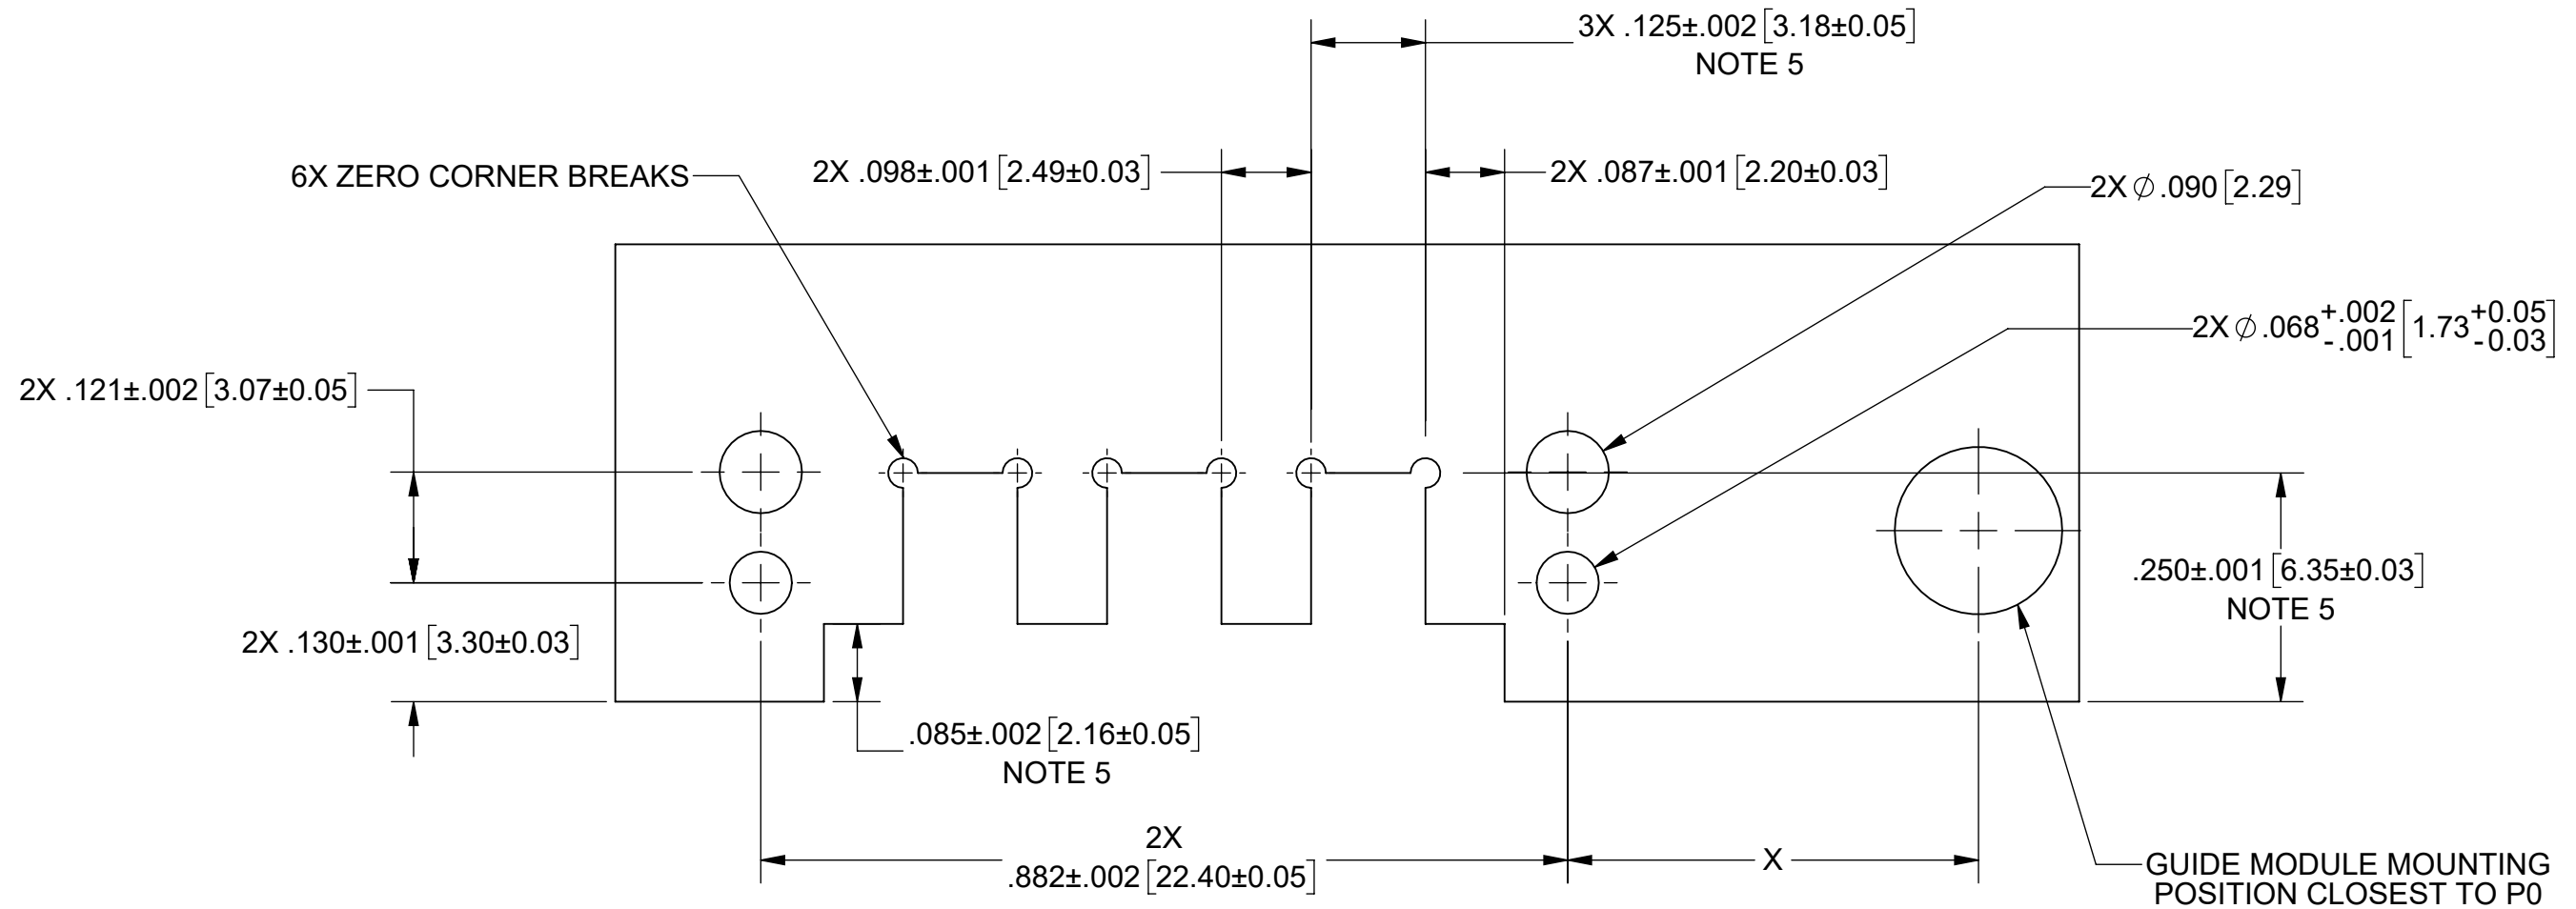 3X .125±.002[3.18±0.05]
NOTE 5
6X ZERO CORNER BREAKS
2X .098±.001[2.49±0.03]
2X .087±.001[2.20±0.03]
2X ⌀.090[2.29]
2X ⌀.068+.002-.001[1.73+0.05-0.03]
2X .121±.002[3.07±0.05]
.250±.001[6.35±0.03]
NOTE 5
2X .130±.001[3.30±0.03]
.085±.002[2.16±0.05]
NOTE 5
2X
.882±.002[22.40±0.05]
X
GUIDE MODULE MOUNTING
POSITION CLOSEST TO P0